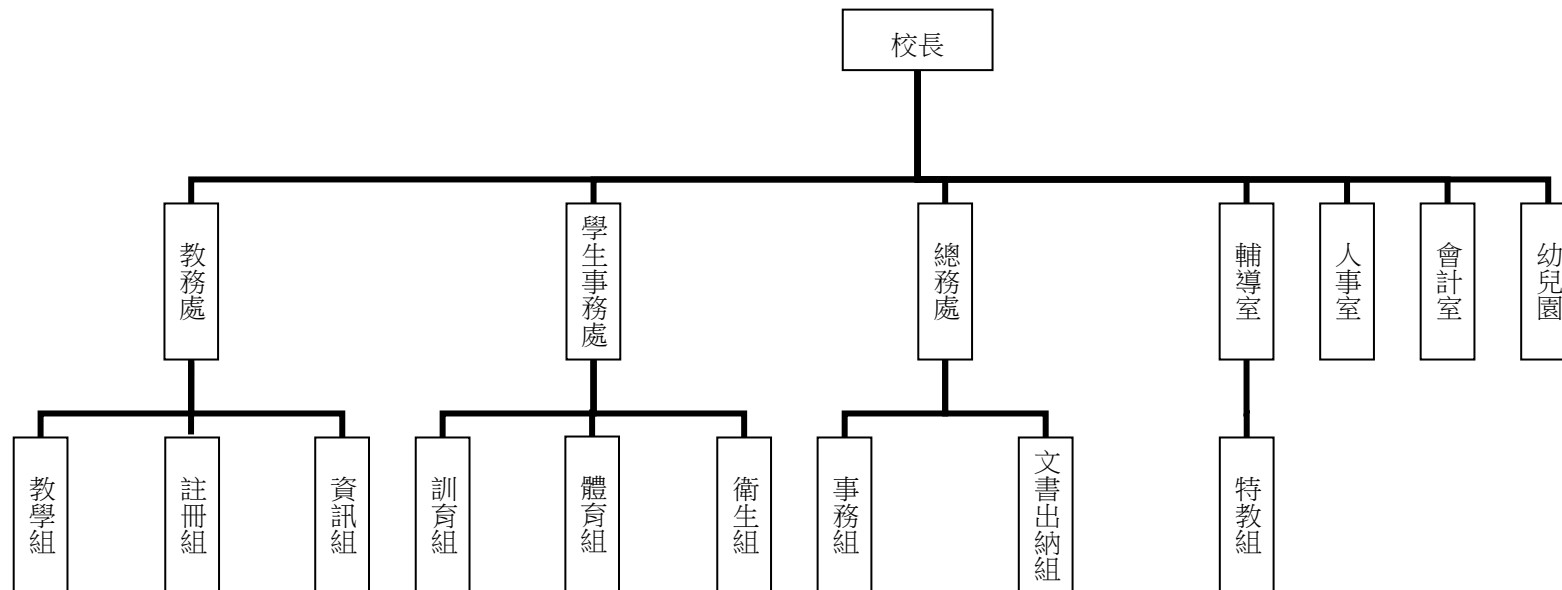 校長
教務處
學生事務處
總務處
輔導室
人事室
會計室
幼兒園
教學組
註冊組
資訊組
訓育組
體育組
衛生組
事務組
文書出納組
特教組